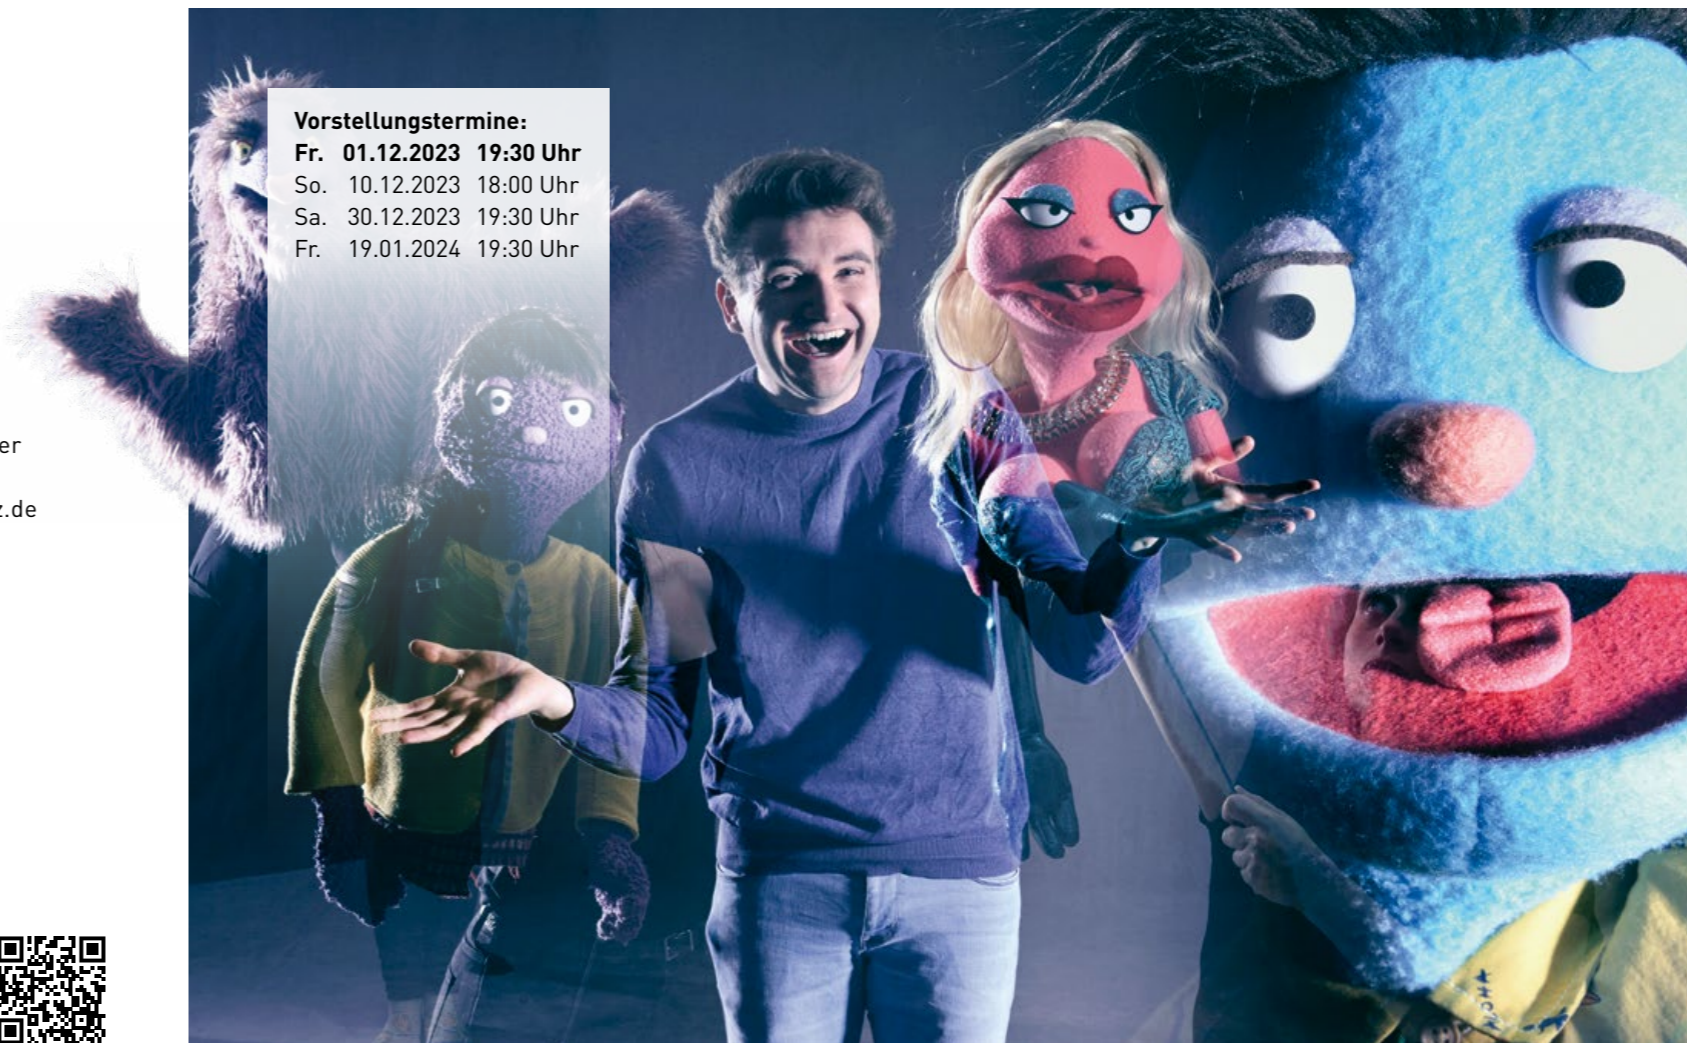 Vorstellungstermine:
Fr. 01.12.2023 19:30 Uhr
So. 10.12.2023 18:00 Uhr
Sa. 30.12.2023 19:30 Uhr
Fr. 19.01.2024 19:30 Uhr
er
z.de
ALOHA